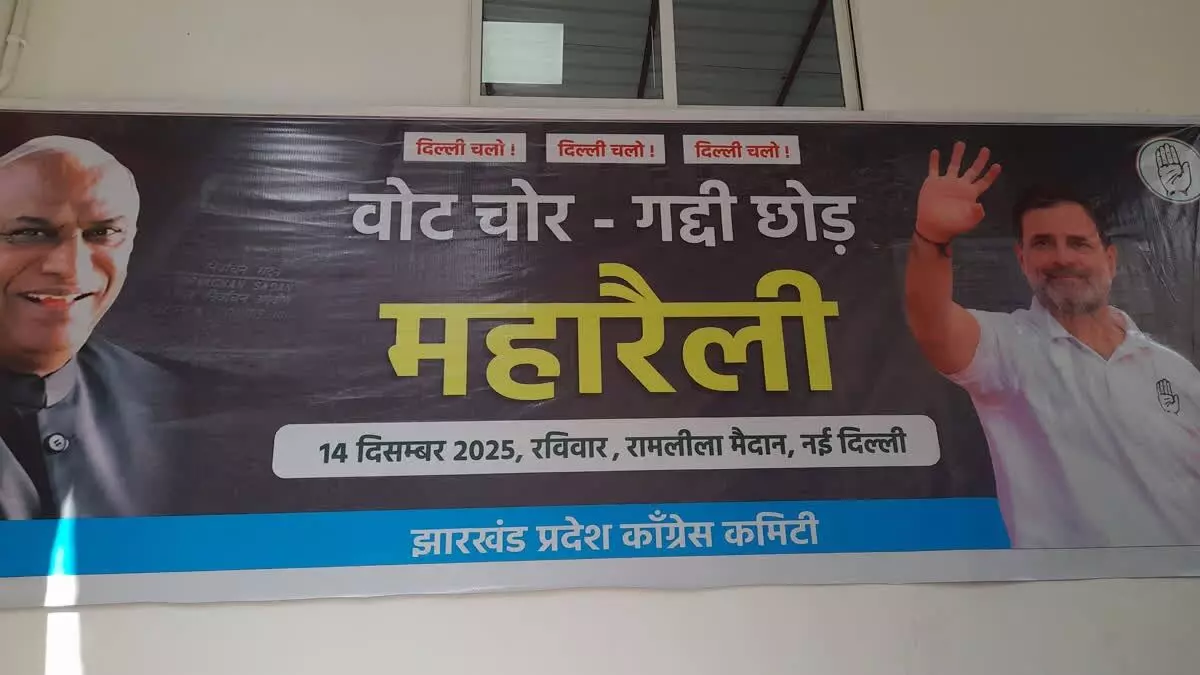 दिल्ली चलो ! दिल्ली चलो ! दिल्ली चलो !
वोट चोर - गद्दी छोड़
महारैली
14 दिसम्बर 2025, रविवार , रामलीला मैदान, नई दिल्ली
झारखंड प्रदेश काँग्रेस कमिटी